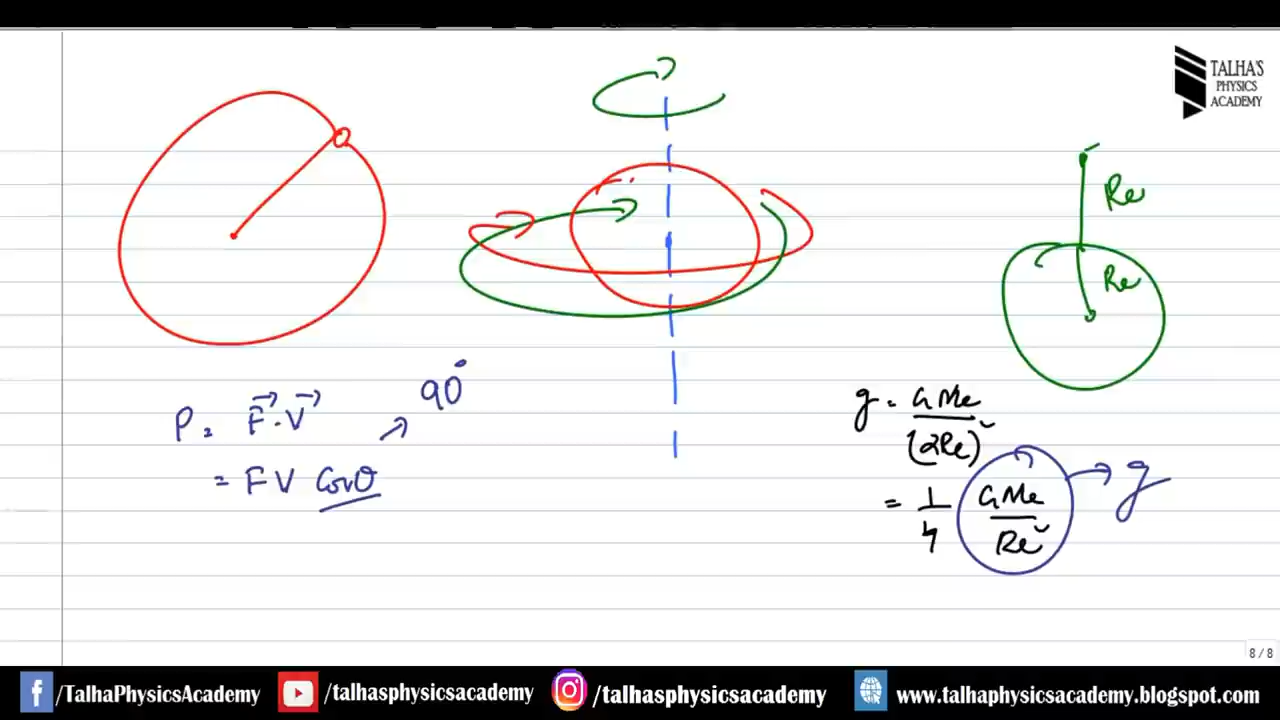 TALHA'S
PHYSICS
ACADEMY
Re
Re
90°
P = F⃗ · V⃗
= F V Cosθ
g = GMe
(2Re)²
= 1 GMe → g
4 Re²
8 / 8
/TalhaPhysicsAcademy
/talhasphysicsacademy
/talhasphysicsacademy
www.talhaphysicsacademy.blogspot.com